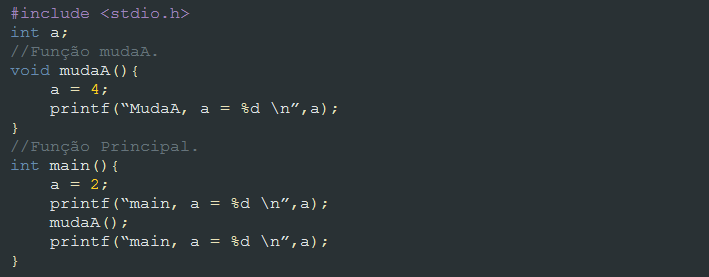 #include <stdio.h>
int a;
//Função mudaA.
void mudaA(){
    a = 4;
    printf(“MudaA, a = %d \n”,a);
}
//Função Principal.
int main(){
    a = 2;
    printf(“main, a = %d \n”,a);
    mudaA();
    printf(“main, a = %d \n”,a);
}